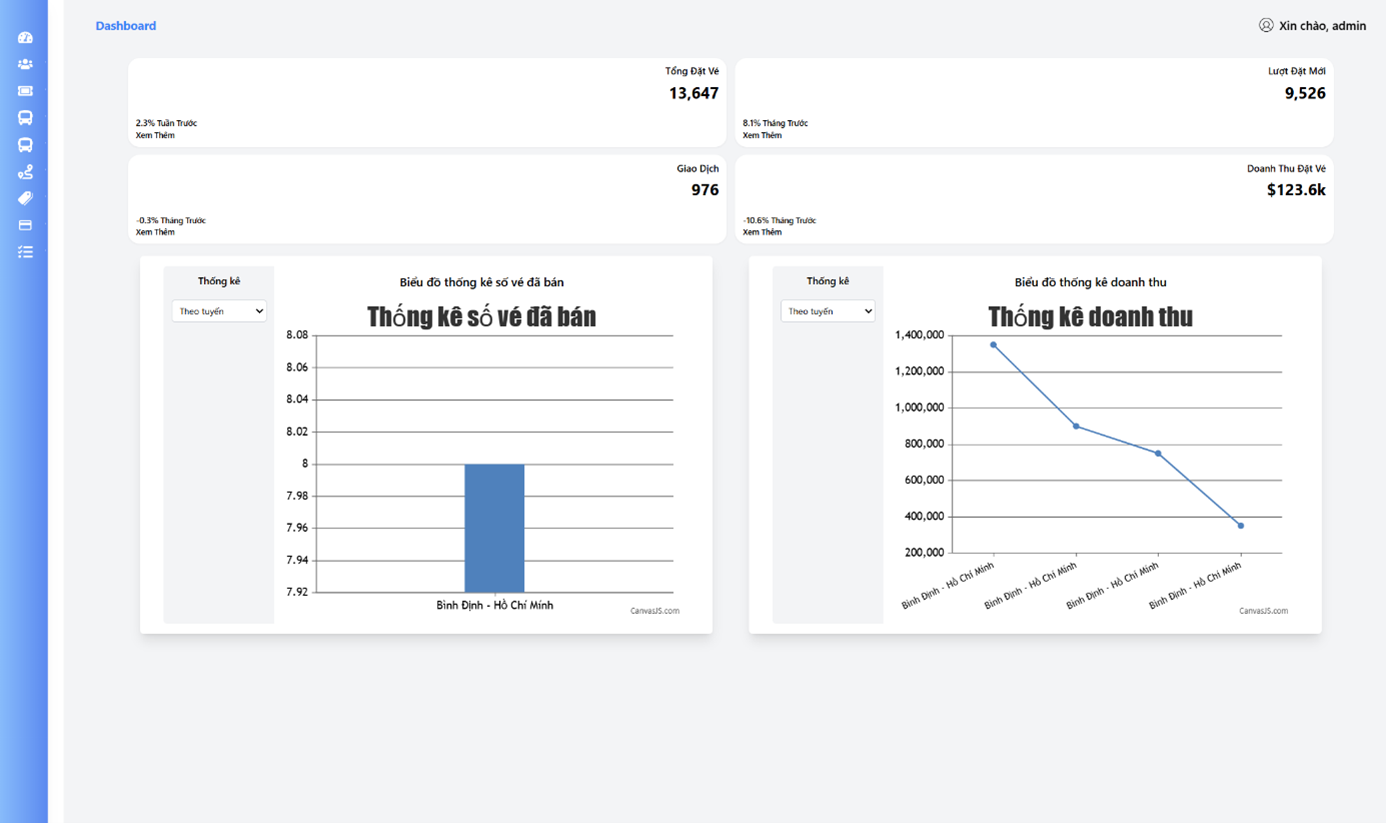 Dashboard
Xin chào, admin
Tổng Đặt Vé
13,647
2.3% Tuần Trước
Xem Thêm
Lượt Đặt Mới
9,526
8.1% Tháng Trước
Xem Thêm
Giao Dịch
976
-0.3% Tháng Trước
Xem Thêm
Doanh Thu Đặt Vé
$123.6k
-10.6% Tháng Trước
Xem Thêm
Thống kê
Theo tuyến
Biểu đồ thống kê số vé đã bán
Thống kê số vé đã bán
8.08
8.06
8.04
8.02
8
7.98
7.96
7.94
7.92
Bình Định - Hồ Chí Minh
CanvasJS.com
Thống kê
Theo tuyến
Biểu đồ thống kê doanh thu
Thống kê doanh thu
1,400,000
1,200,000
1,000,000
800,000
600,000
400,000
200,000
Bình Định - Hồ Chí Minh
Bình Định - Hồ Chí Minh
Bình Định - Hồ Chí Minh
Bình Định - Hồ Chí Minh
CanvasJS.com